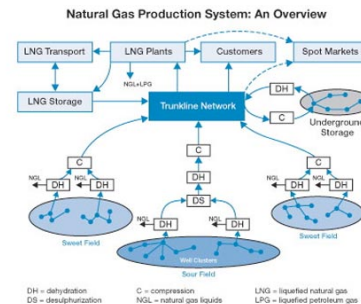 Natural Gas Production System: An Overview
LNG Transport
LNG Plants
Customers
Spot Markets
NGL+LPG
DH
LNG Storage
Trunkline Network
C
Underground
Storage
C
C
C
NGL
NGL
DH
NGL
NGL
DH
DH
DH
DH
DS
NGL
NGL
DH
DH
Sweet Field
Sweet Field
Well Clusters
Sour Field
DH = dehydration
C = compression
LNG = liquefied natural gas
DS = desulphurization
NGL = natural gas liquids
LPG = liquefied petroleum gas